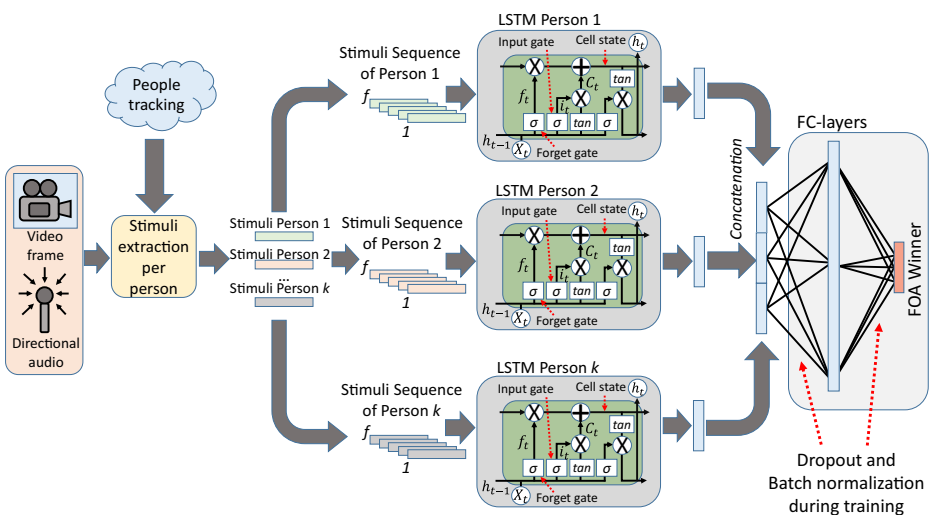 People
tracking
Video
frame
Directional
audio
Stimuli
extraction
per
person
Stimuli Person 1
Stimuli Person 2
...
Stimuli Person k
Stimuli Sequence
of Person 1
f
1
LSTM Person 1
Input gate
Cell state
h_t
tan
C_t
f_t
i_t
σ σ tan σ
h_{t-1}
X_t
Forget gate
Stimuli Sequence
of Person 2
f
1
LSTM Person 2
Input gate
Cell state
h_t
tan
C_t
f_t
i_t
σ σ tan σ
h_{t-1}
X_t
Forget gate
Stimuli Sequence
of Person k
f
1
LSTM Person k
Input gate
Cell state
h_t
tan
C_t
f_t
i_t
σ σ tan σ
h_{t-1}
X_t
Forget gate
Concatenation
FC-layers
FOA Winner
Dropout and
Batch normalization
during training